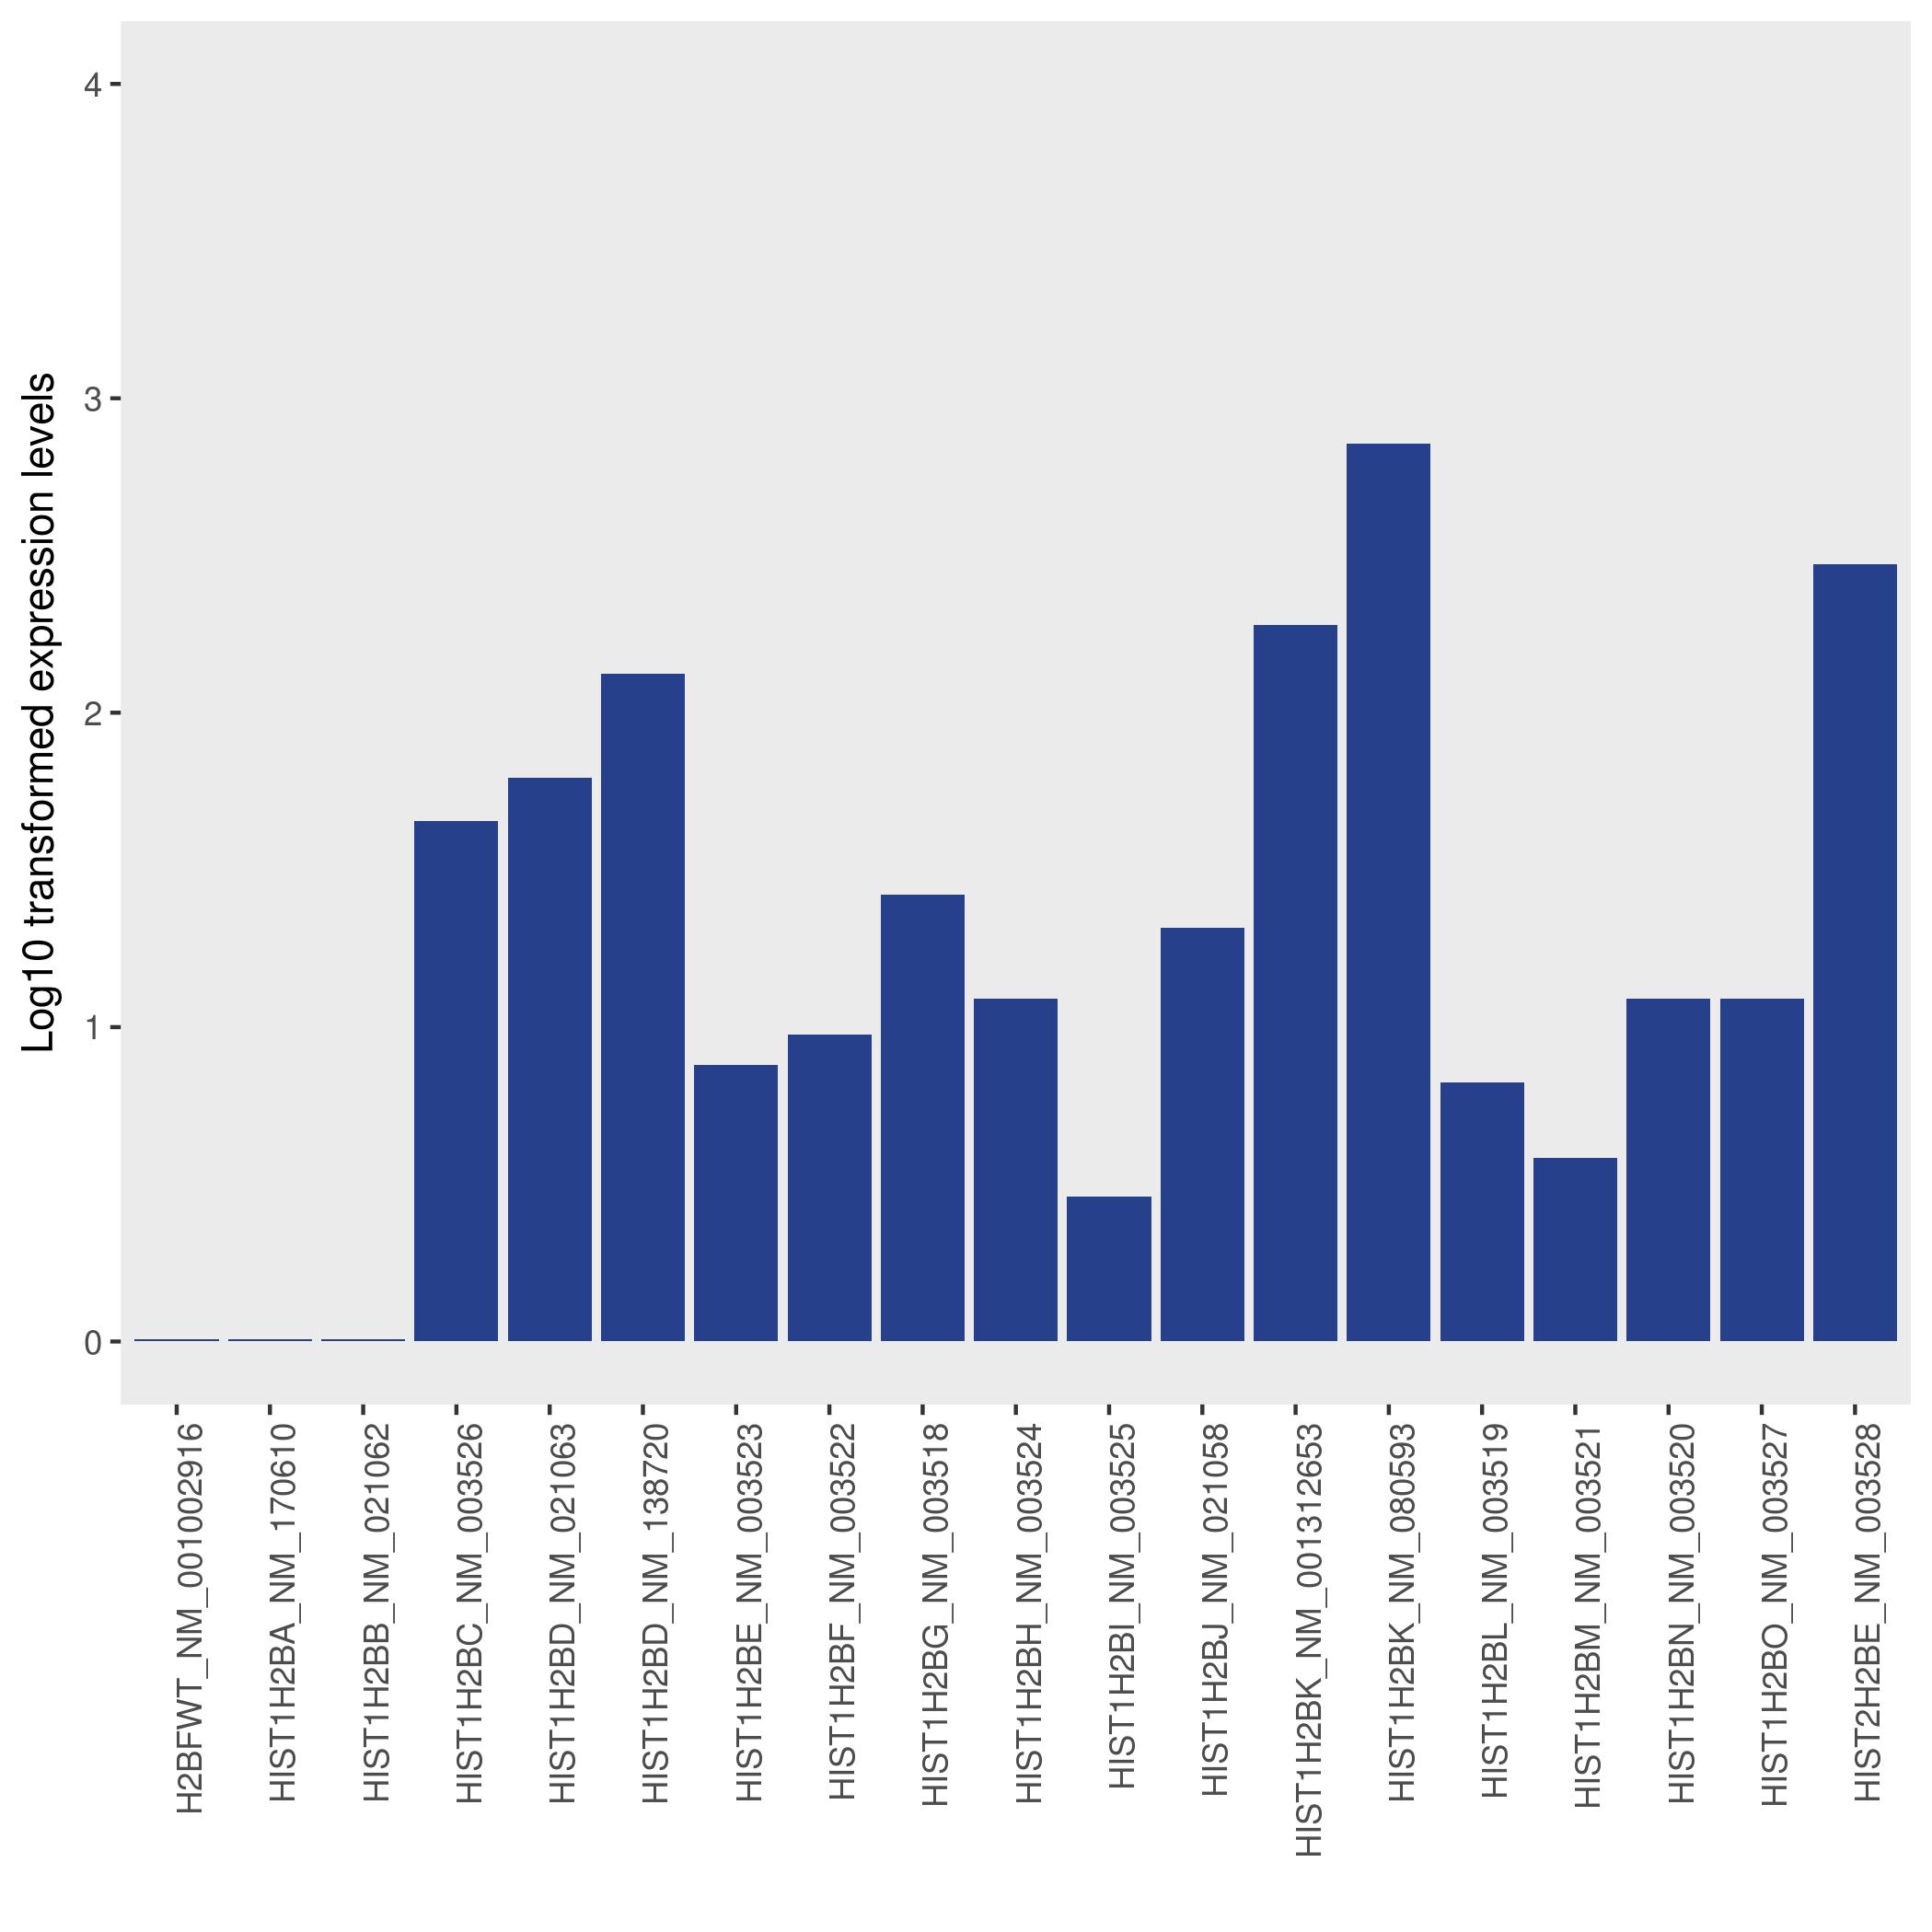 Log10 transformed expression levels
4
3
2
1
0
H2BFWT_NM_001002916
HIST1H2BA_NM_170610
HIST1H2BB_NM_021062
HIST1H2BC_NM_003526
HIST1H2BD_NM_021063
HIST1H2BD_NM_138720
HIST1H2BE_NM_003523
HIST1H2BF_NM_003522
HIST1H2BG_NM_003518
HIST1H2BH_NM_003524
HIST1H2BI_NM_003525
HIST1H2BJ_NM_021058
HIST1H2BK_NM_001312653
HIST1H2BK_NM_080593
HIST1H2BL_NM_003519
HIST1H2BM_NM_003521
HIST1H2BN_NM_003520
HIST1H2BO_NM_003527
HIST2H2BE_NM_003528